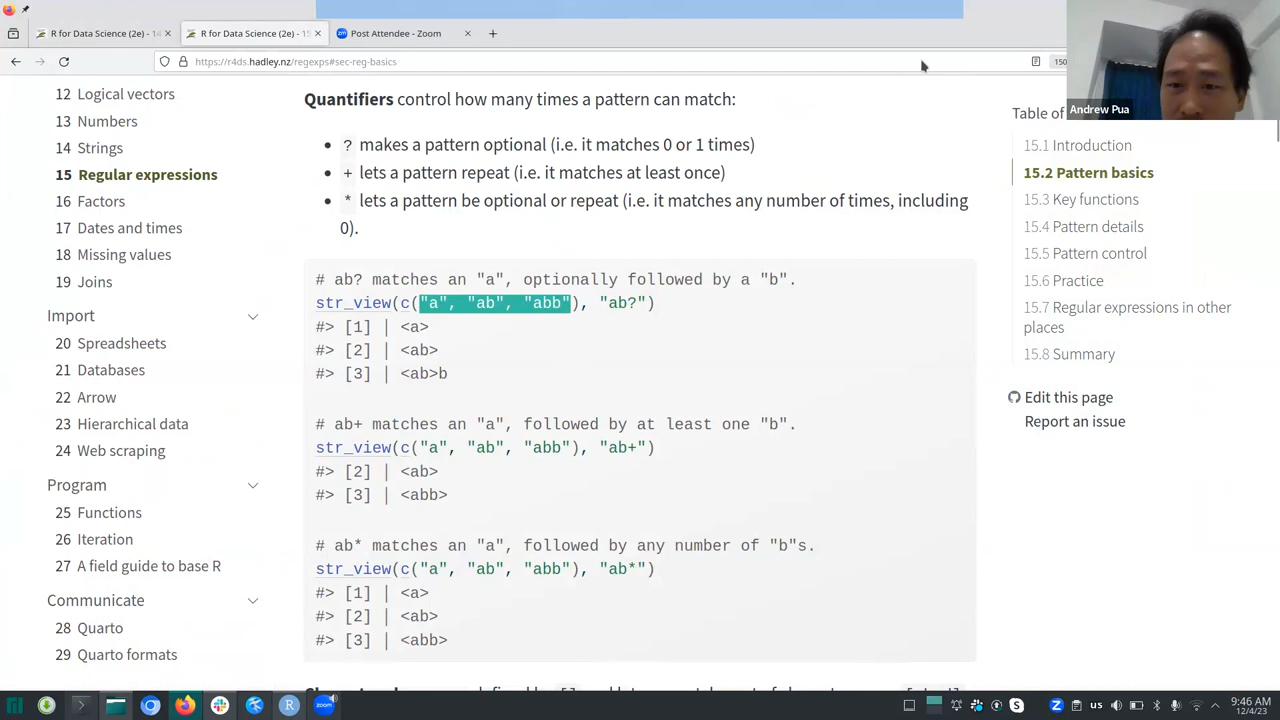 R for Data Science (2e) - 14
R for Data Science (2e) - 15
Post Attendee - Zoom
https://r4ds.hadley.nz/regexps#sec-reg-basics
150
Andrew Pua
12 Logical vectors
13 Numbers
14 Strings
15 Regular expressions
16 Factors
17 Dates and times
18 Missing values
19 Joins
Import
20 Spreadsheets
21 Databases
22 Arrow
23 Hierarchical data
24 Web scraping
Program
25 Functions
26 Iteration
27 A field guide to base R
Communicate
28 Quarto
29 Quarto formats
Quantifiers control how many times a pattern can match:
? makes a pattern optional (i.e. it matches 0 or 1 times)
+ lets a pattern repeat (i.e. it matches at least once)
* lets a pattern be optional or repeat (i.e. it matches any number of times, including
0).
# ab? matches an "a", optionally followed by a "b".
str_view(c("a", "ab", "abb"), "ab?")
#> [1] │ <a>
#> [2] │ <ab>
#> [3] │ <ab>b
# ab+ matches an "a", followed by at least one "b".
str_view(c("a", "ab", "abb"), "ab+")
#> [2] │ <ab>
#> [3] │ <abb>
# ab* matches an "a", followed by any number of "b"s.
str_view(c("a", "ab", "abb"), "ab*")
#> [1] │ <a>
#> [2] │ <ab>
#> [3] │ <abb>
Table of
15.1 Introduction
15.2 Pattern basics
15.3 Key functions
15.4 Pattern details
15.5 Pattern control
15.6 Practice
15.7 Regular expressions in other
places
15.8 Summary
Edit this page
Report an issue
us
9:46 AM
12/4/23